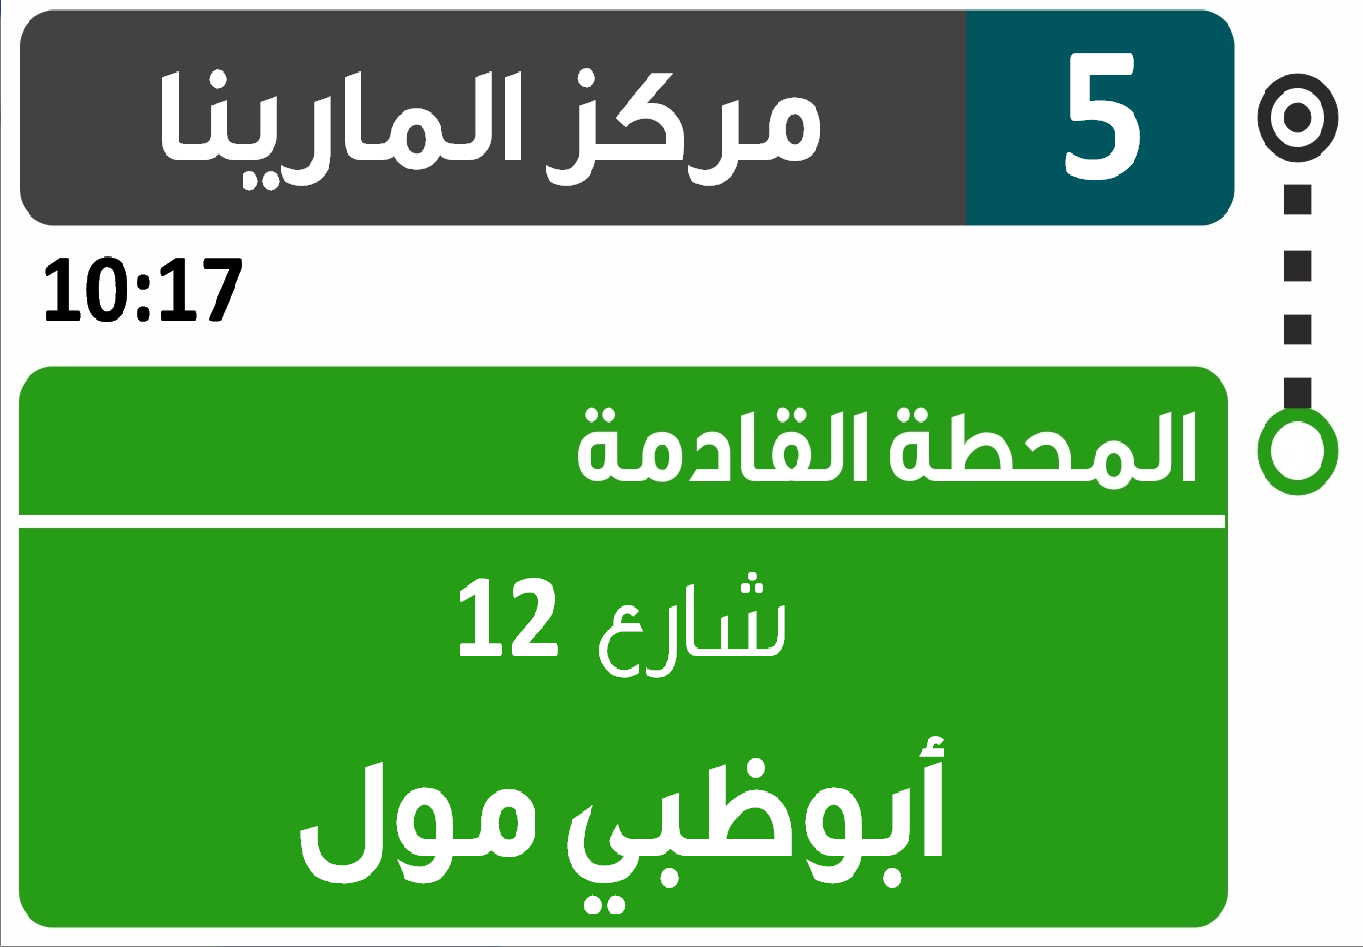 5 مركز المارينا
10:17
المحطة القادمة
شارع 12
أبوظبي مول